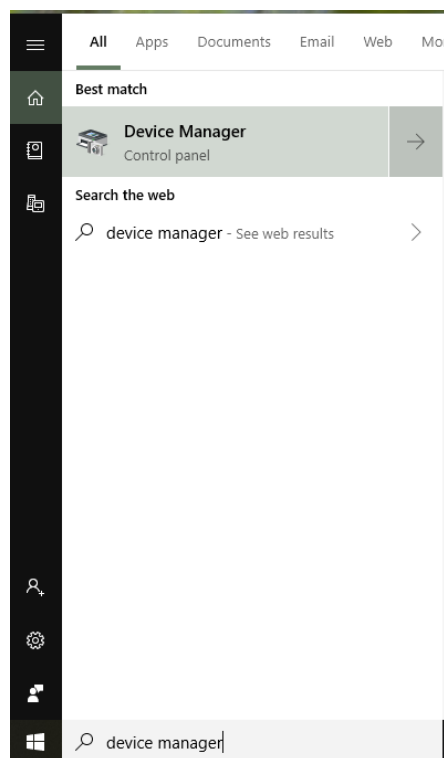 All Apps Documents Email Web
Best match
Device Manager
Control panel
Search the web
device manager - See web results
device manager